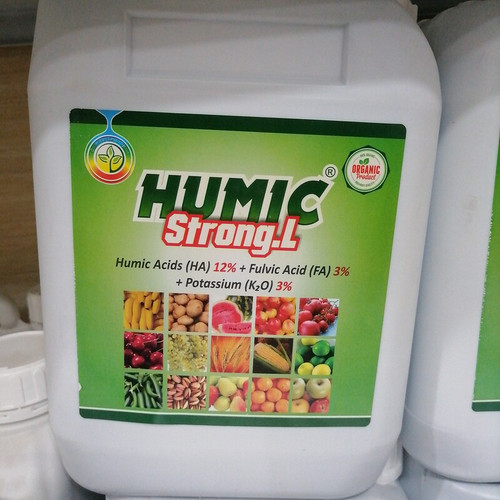 HUMIC®
Strong.L
ORGANIC
Product
Humic Acids (HA) 12% + Fulvic Acid (FA) 3%
+ Potassium (K₂O) 3%